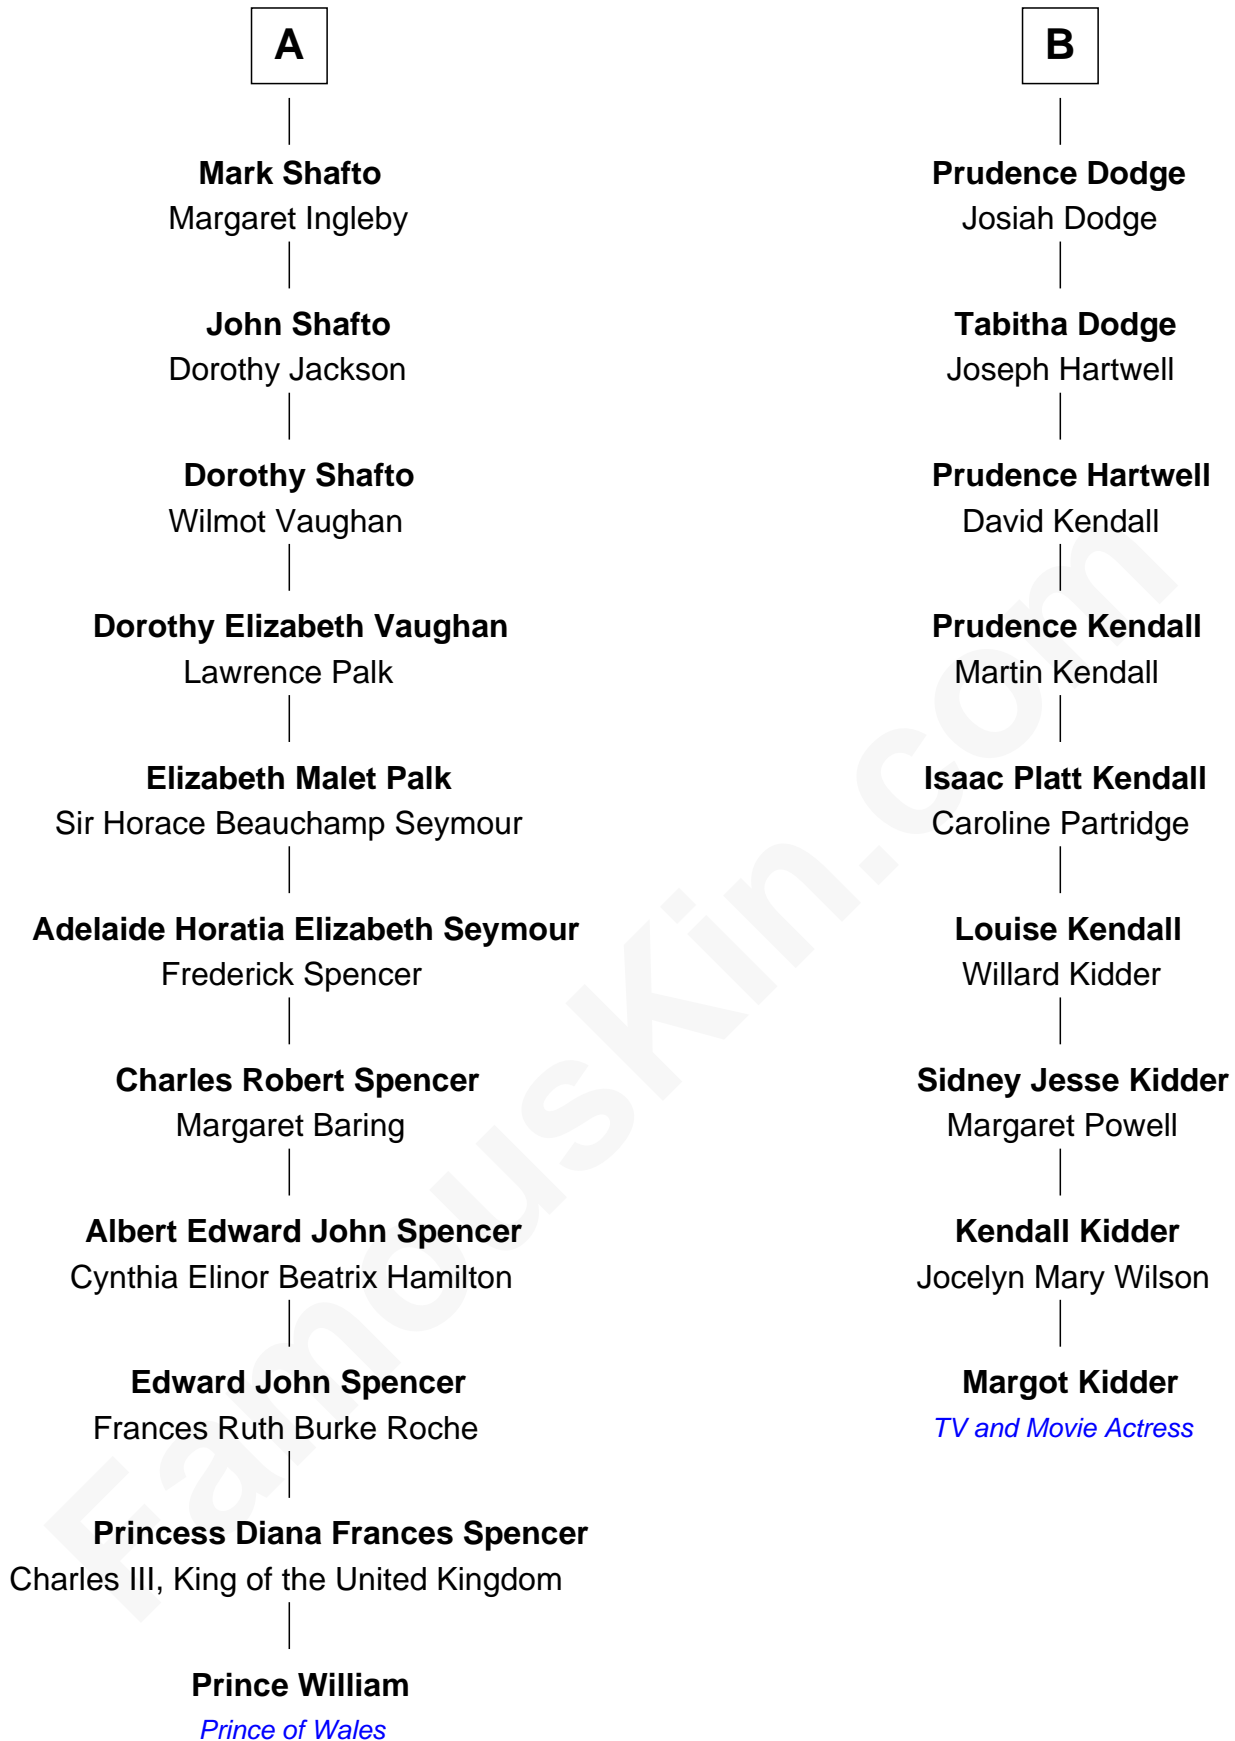 A
Mark Shafto
Margaret Ingleby
John Shafto
Dorothy Jackson
Dorothy Shafto
Wilmot Vaughan
Dorothy Elizabeth Vaughan
Lawrence Palk
Elizabeth Malet Palk
Sir Horace Beauchamp Seymour
Adelaide Horatia Elizabeth Seymour
Frederick Spencer
Charles Robert Spencer
Margaret Baring
Albert Edward John Spencer
Cynthia Elinor Beatrix Hamilton
Edward John Spencer
Frances Ruth Burke Roche
Princess Diana Frances Spencer
Charles III, King of the United Kingdom
Prince William
Prince of Wales
B
Prudence Dodge
Josiah Dodge
Tabitha Dodge
Joseph Hartwell
Prudence Hartwell
David Kendall
Prudence Kendall
Martin Kendall
Isaac Platt Kendall
Caroline Partridge
Louise Kendall
Willard Kidder
Sidney Jesse Kidder
Margaret Powell
Kendall Kidder
Jocelyn Mary Wilson
Margot Kidder
TV and Movie Actress
FamousKin.com